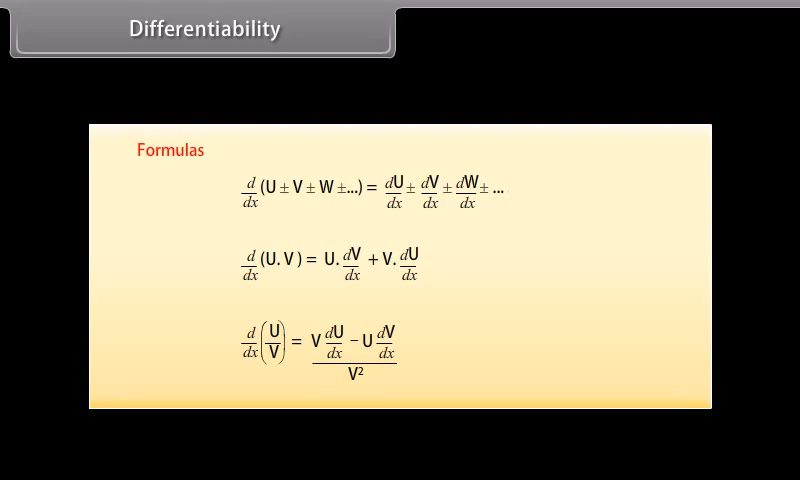 Differentiability
Formulas
d/dx (U ± V ± W ±...) = dU/dx ± dV/dx ± dW/dx ± ...
d/dx (U. V ) = U. dV/dx + V. dU/dx
d/dx (U/V) = (V dU/dx − U dV/dx) / V²